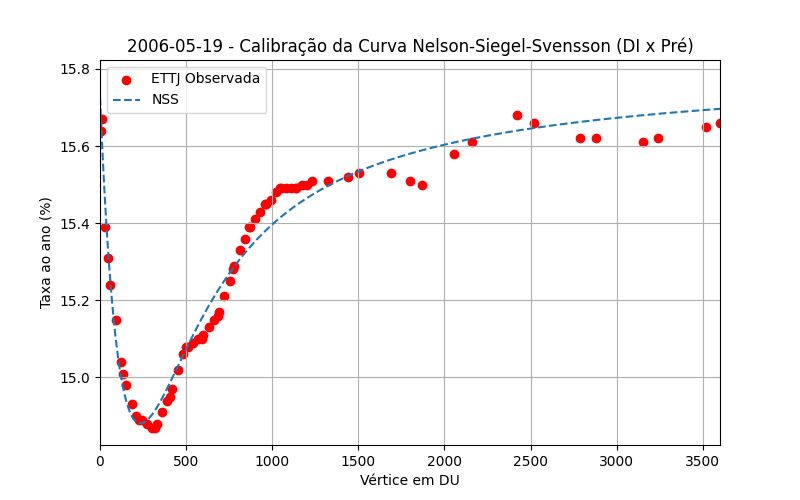 2006-05-19 - Calibração da Curva Nelson-Siegel-Svensson (DI x Pré)
ETTJ Observada
NSS
Taxa ao ano (%)
15.8
15.6
15.4
15.2
15.0
0 500 1000 1500 2000 2500 3000 3500
Vértice em DU